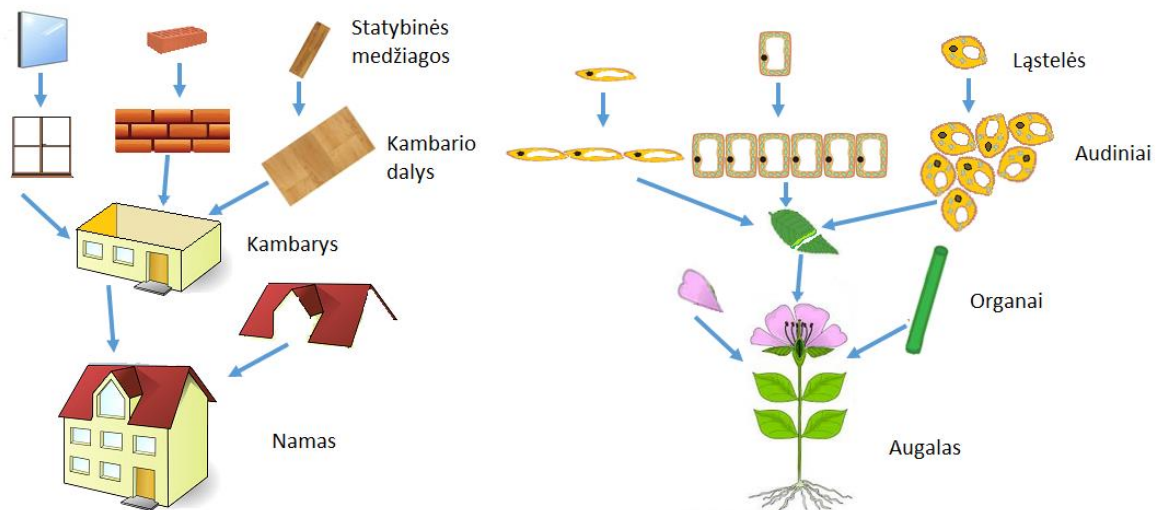 Statybinės
medžiagos
Kambario
dalys
Kambarys
Namas
Ląstelės
Audiniai
Organai
Augalas